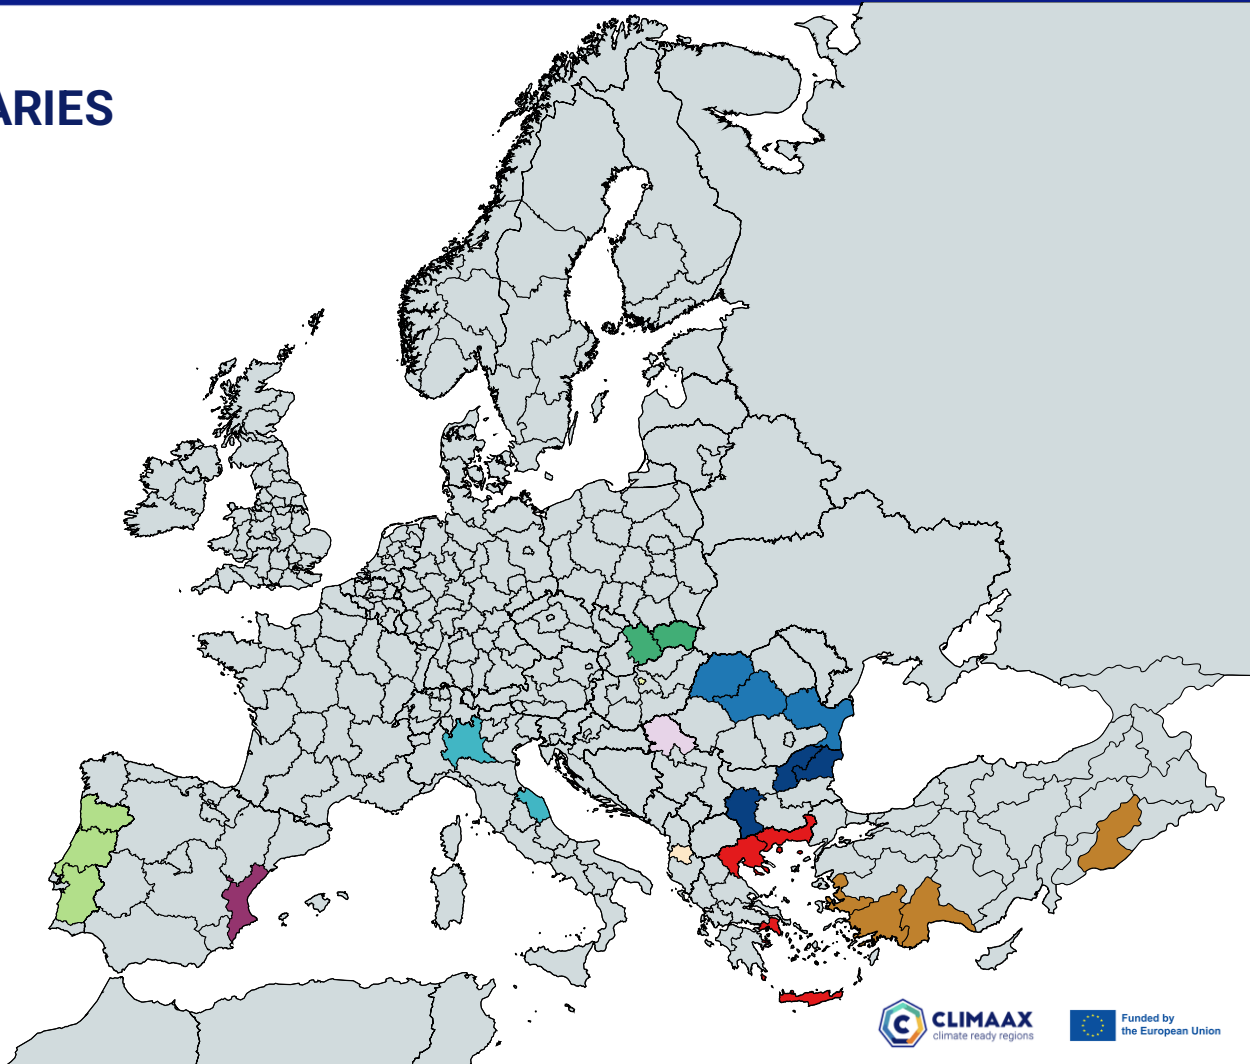 ARIES
CLIMAAX
climate ready regions
Funded by
the European Union